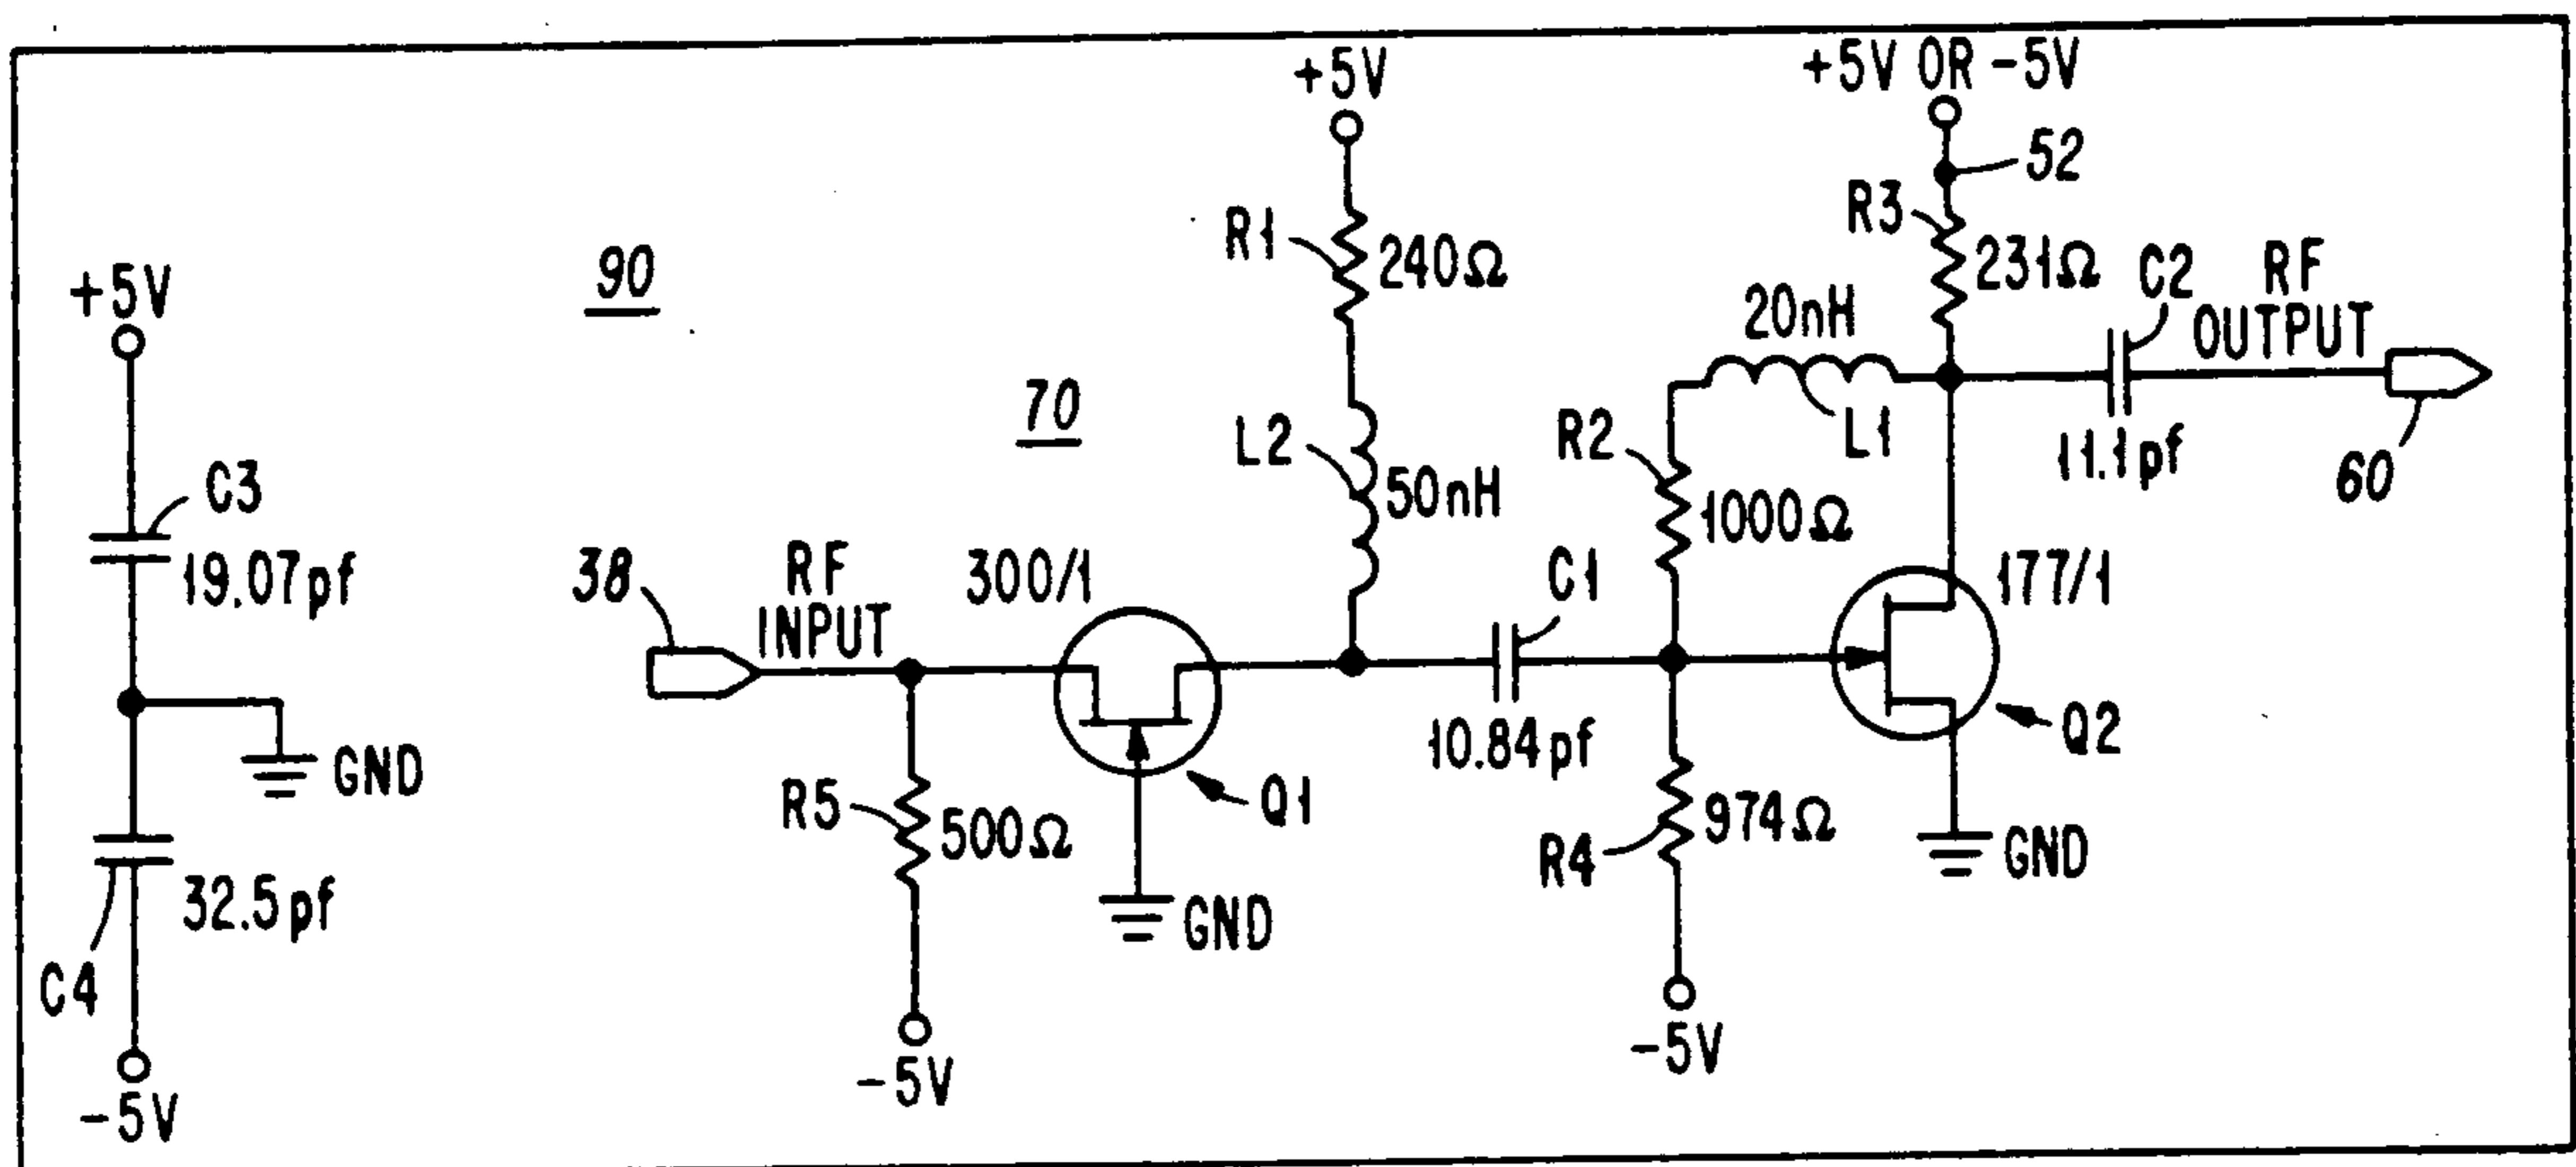 +5V
+5V OR -5V
52
R3
R1
240Ω
231Ω
C2
RF
OUTPUT
90
+5V
20nH
70
L1
R2
L2
11.1pf
60
C3
50nH
1000Ω
19.07pf
38
RF
INPUT
300/1
C1
177/1
10.84pf
Q2
GND
R5
500Ω
Q1
R4
974Ω
GND
32.5pf
GND
C4
-5V
-5V
-5V